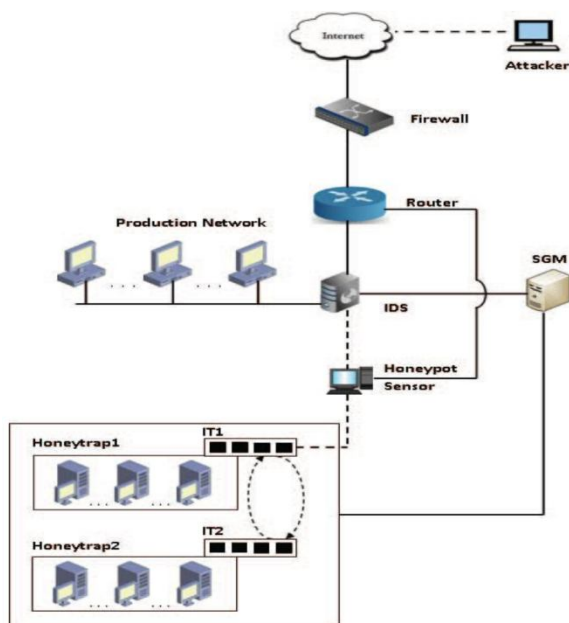 Internet
Attacker
Firewall
Router
Production Network
SGM
IDS
Honeypot
Sensor
IT1
Honeytrap1
IT2
Honeytrap2